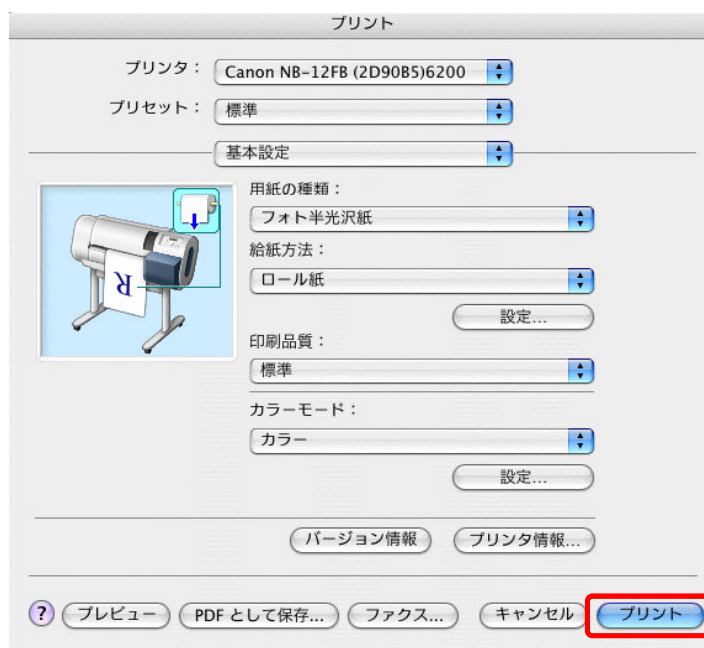 プリント
プリンタ： Canon NB-12FB (2D90B5)6200
プリセット： 標準
基本設定
用紙の種類：
フォト半光沢紙
給紙方法：
ロール紙
設定...
印刷品質：
標準
カラーモード：
カラー
設定...
バージョン情報 プリンタ情報...
? プレビュー PDF として保存... ファクス... キャンセル プリント
R